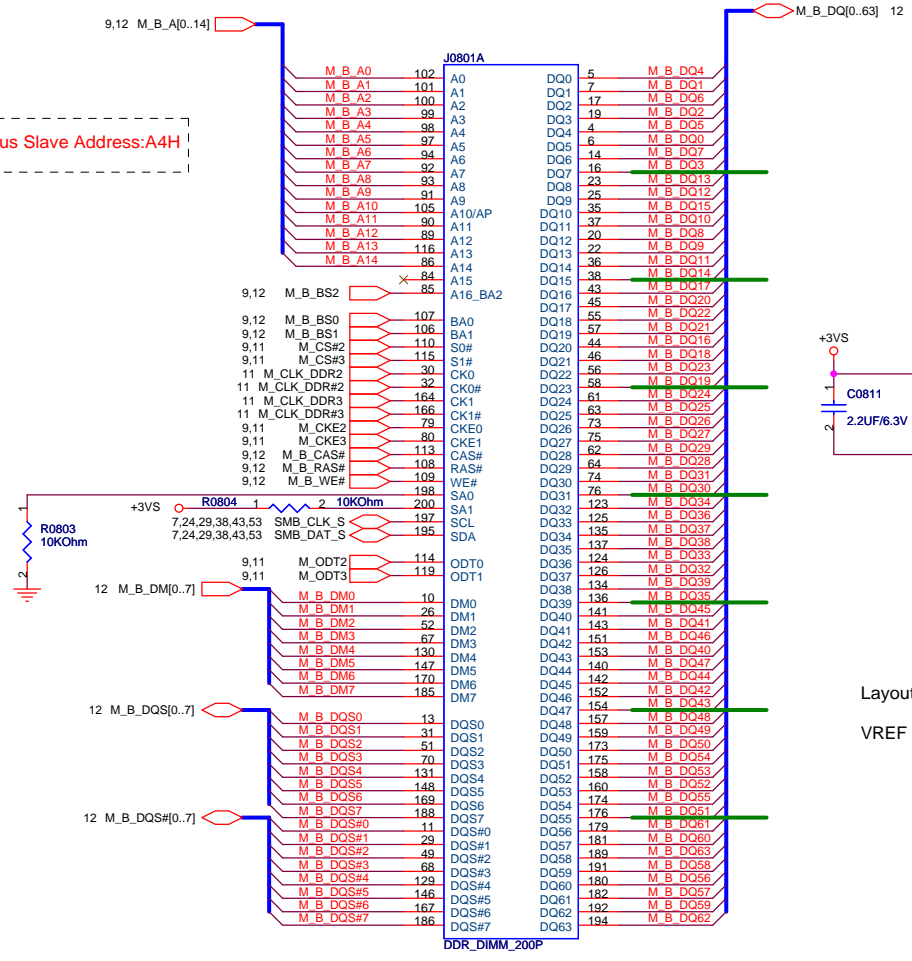 9,12 M_B_A[0..14]
M_B_DQ[0..63] 12
us Slave Address:A4H
J0801A
M_B_A0 102 A0
M_B_A1 101 A1
M_B_A2 100 A2
M_B_A3 99 A3
M_B_A4 98 A4
M_B_A5 97 A5
M_B_A6 94 A6
M_B_A7 92 A7
M_B_A8 93 A8
M_B_A9 91 A9
M_B_A10 105 A10/AP
M_B_A11 90 A11
M_B_A12 89 A12
M_B_A13 116 A13
M_B_A14 86 A14
84 A15
9,12 M_B_BS2 85 A16_BA2
9,12 M_B_BS0 107 BA0
9,12 M_B_BS1 106 BA1
9,11 M_CS#2 110 S0#
9,11 M_CS#3 115 S1#
11 M_CLK_DDR2 30 CK0
11 M_CLK_DDR#2 32 CK0#
11 M_CLK_DDR3 164 CK1
11 M_CLK_DDR#3 166 CK1#
9,11 M_CKE2 79 CKE0
9,11 M_CKE3 80 CKE1
9,12 M_B_CAS# 113 CAS#
9,12 M_B_RAS# 108 RAS#
9,12 M_B_WE# 109 WE#
198 SA0
+3VS R0804 1 2 10KOhm 200 SA1
7,24,29,38,43,53 SMB_CLK_S 197 SCL
7,24,29,38,43,53 SMB_DAT_S 195 SDA
1
R0803
10KOhm
2
9,11 M_ODT2 114 ODT0
9,11 M_ODT3 119 ODT1
12 M_B_DM[0..7]
M_B_DM0 10 DM0
M_B_DM1 26 DM1
M_B_DM2 52 DM2
M_B_DM3 67 DM3
M_B_DM4 130 DM4
M_B_DM5 147 DM5
M_B_DM6 170 DM6
M_B_DM7 185 DM7
12 M_B_DQS[0..7]
M_B_DQS0 13 DQS0
M_B_DQS1 31 DQS1
M_B_DQS2 51 DQS2
M_B_DQS3 70 DQS3
M_B_DQS4 131 DQS4
M_B_DQS5 148 DQS5
M_B_DQS6 169 DQS6
M_B_DQS7 188 DQS7
12 M_B_DQS#[0..7]
M_B_DQS#0 11 DQS#0
M_B_DQS#1 29 DQS#1
M_B_DQS#2 49 DQS#2
M_B_DQS#3 68 DQS#3
M_B_DQS#4 129 DQS#4
M_B_DQS#5 146 DQS#5
M_B_DQS#6 167 DQS#6
M_B_DQS#7 186 DQS#7
DQ0 5 M_B_DQ4
DQ1 7 M_B_DQ1
DQ2 17 M_B_DQ6
DQ3 19 M_B_DQ2
DQ4 4 M_B_DQ5
DQ5 6 M_B_DQ0
DQ6 14 M_B_DQ7
DQ7 16 M_B_DQ3
DQ8 23 M_B_DQ13
DQ9 25 M_B_DQ12
DQ10 35 M_B_DQ15
DQ11 37 M_B_DQ10
DQ12 20 M_B_DQ8
DQ13 22 M_B_DQ9
DQ14 36 M_B_DQ11
DQ15 38 M_B_DQ14
DQ16 43 M_B_DQ17
DQ17 45 M_B_DQ20
DQ18 55 M_B_DQ22
DQ19 57 M_B_DQ21
DQ20 44 M_B_DQ16
DQ21 46 M_B_DQ18
DQ22 56 M_B_DQ23
DQ23 58 M_B_DQ19
DQ24 61 M_B_DQ24
DQ25 63 M_B_DQ25
DQ26 73 M_B_DQ26
DQ27 75 M_B_DQ27
DQ28 62 M_B_DQ29
DQ29 64 M_B_DQ28
DQ30 74 M_B_DQ31
DQ31 76 M_B_DQ30
DQ32 123 M_B_DQ34
DQ33 125 M_B_DQ36
DQ34 135 M_B_DQ37
DQ35 137 M_B_DQ38
DQ36 124 M_B_DQ33
DQ37 126 M_B_DQ32
DQ38 134 M_B_DQ39
DQ39 136 M_B_DQ35
DQ40 141 M_B_DQ45
DQ41 143 M_B_DQ41
DQ42 151 M_B_DQ46
DQ43 153 M_B_DQ40
DQ44 140 M_B_DQ47
DQ45 142 M_B_DQ44
DQ46 152 M_B_DQ42
DQ47 154 M_B_DQ43
DQ48 157 M_B_DQ48
DQ49 159 M_B_DQ49
DQ50 173 M_B_DQ50
DQ51 175 M_B_DQ54
DQ52 158 M_B_DQ53
DQ53 160 M_B_DQ52
DQ54 174 M_B_DQ55
DQ55 176 M_B_DQ51
DQ56 179 M_B_DQ61
DQ57 181 M_B_DQ60
DQ58 189 M_B_DQ63
DQ59 191 M_B_DQ58
DQ60 180 M_B_DQ56
DQ61 182 M_B_DQ57
DQ62 192 M_B_DQ59
DQ63 194 M_B_DQ62
DDR_DIMM_200P
+3VS
1
C0811
2.2UF/6.3V
2
Layout
VREF